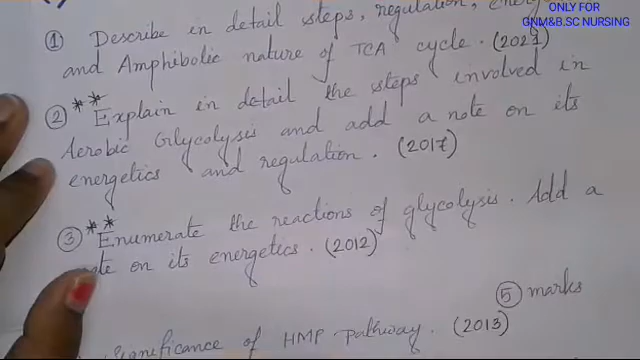 ① Describe in detail steps, regulation,
and Amphibolic nature of TCA cycle. (2021)
② ** Explain in detail the steps involved in
Aerobic Glycolysis and add a note on its
energetics and regulation. (2017)
③ ** Enumerate the reactions of glycolysis. Add a
note on its energetics. (2012)
⑤ marks
significance of HMP pathway. (2013)
ONLY FOR
GNM&B.SC NURSING